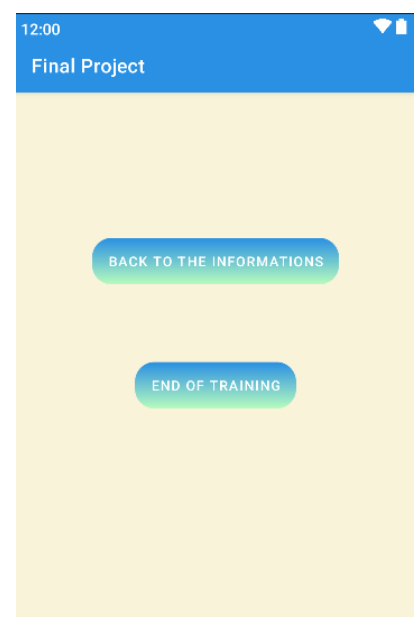 12:00
Final Project
BACK TO THE INFORMATIONS
END OF TRAINING